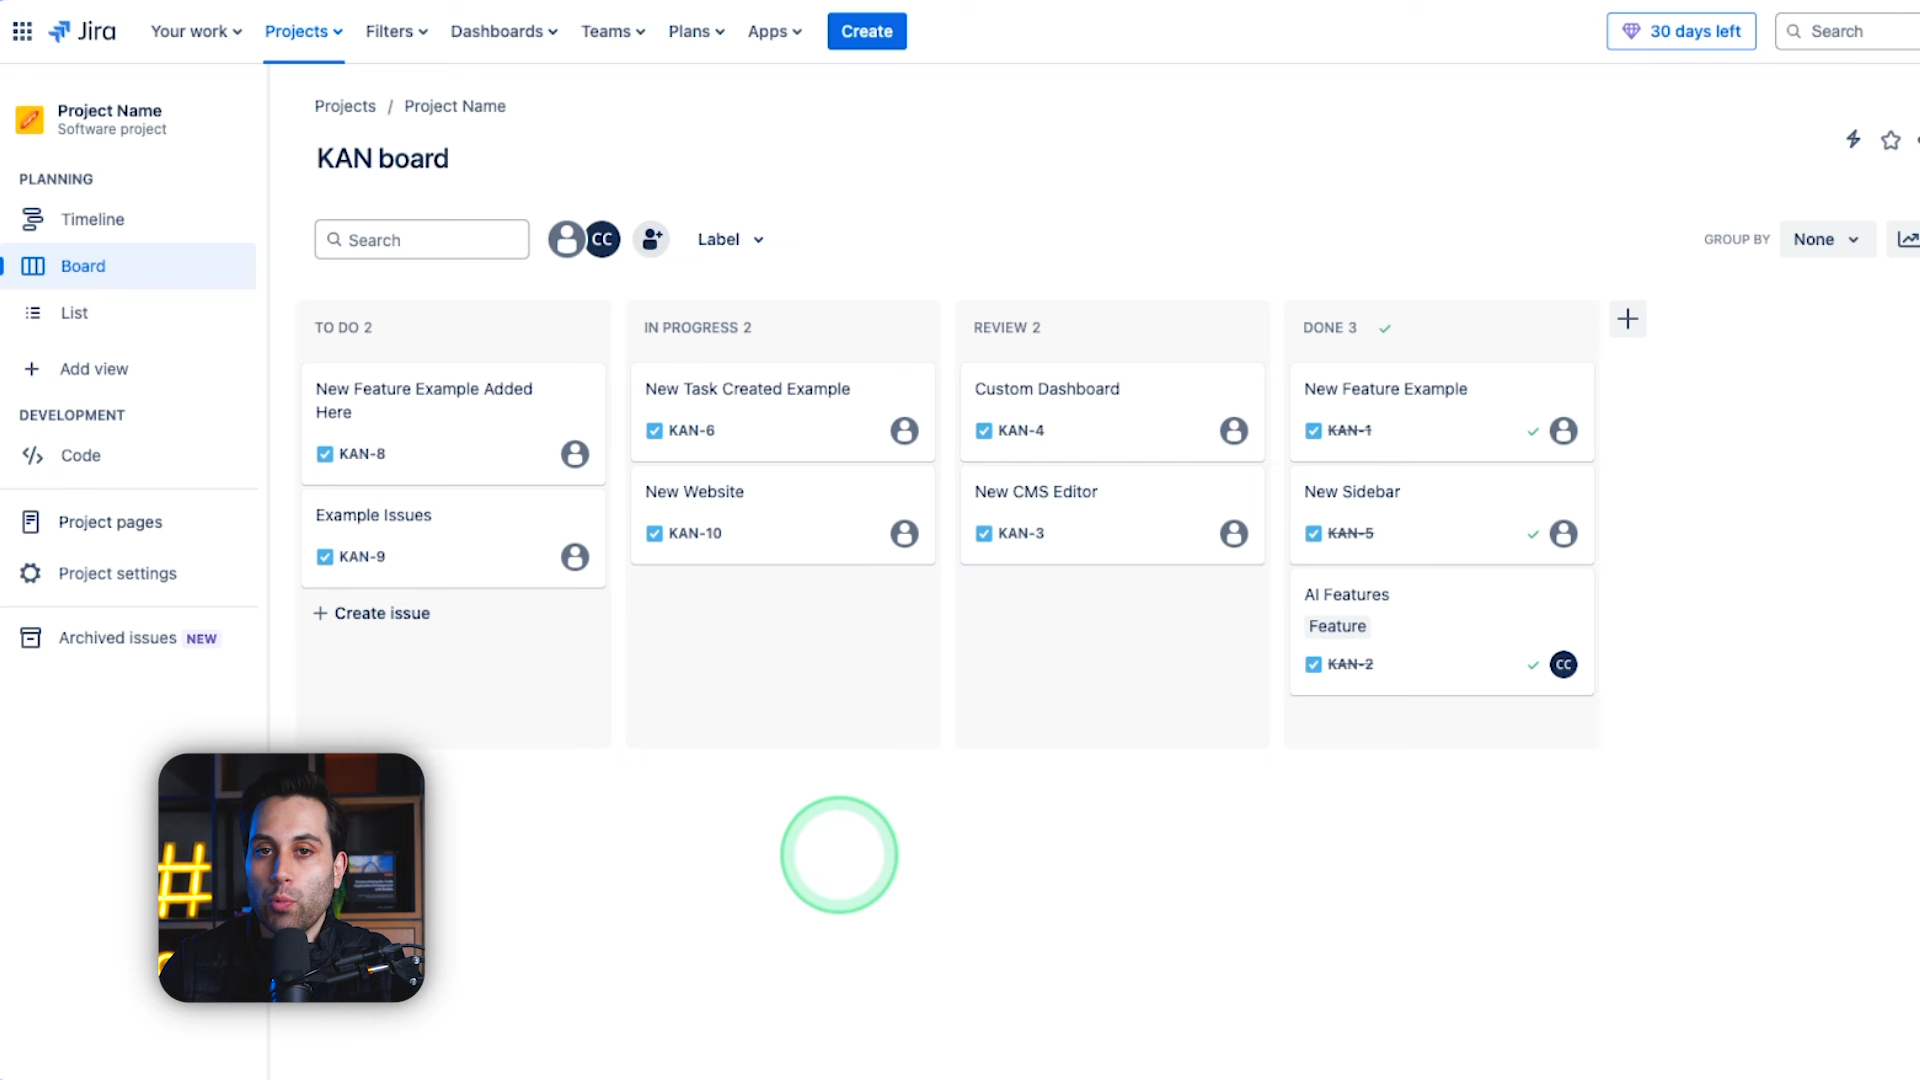 Jira
Your work
Projects
Filters
Dashboards
Teams
Plans
Apps
Create
30 days left
Search
Project Name
Software project
PLANNING
Timeline
Board
List
Add view
DEVELOPMENT
Code
Project pages
Project settings
Archived issues NEW
Projects / Project Name
KAN board
Search
CC
Label
GROUP BY
None
TO DO 2
New Feature Example Added
Here
KAN-8
Example Issues
KAN-9
+ Create issue
IN PROGRESS 2
New Task Created Example
KAN-6
New Website
KAN-10
REVIEW 2
Custom Dashboard
KAN-4
New CMS Editor
KAN-3
DONE 3
New Feature Example
KAN-1
New Sidebar
KAN-5
AI Features
Feature
KAN-2
CC
#